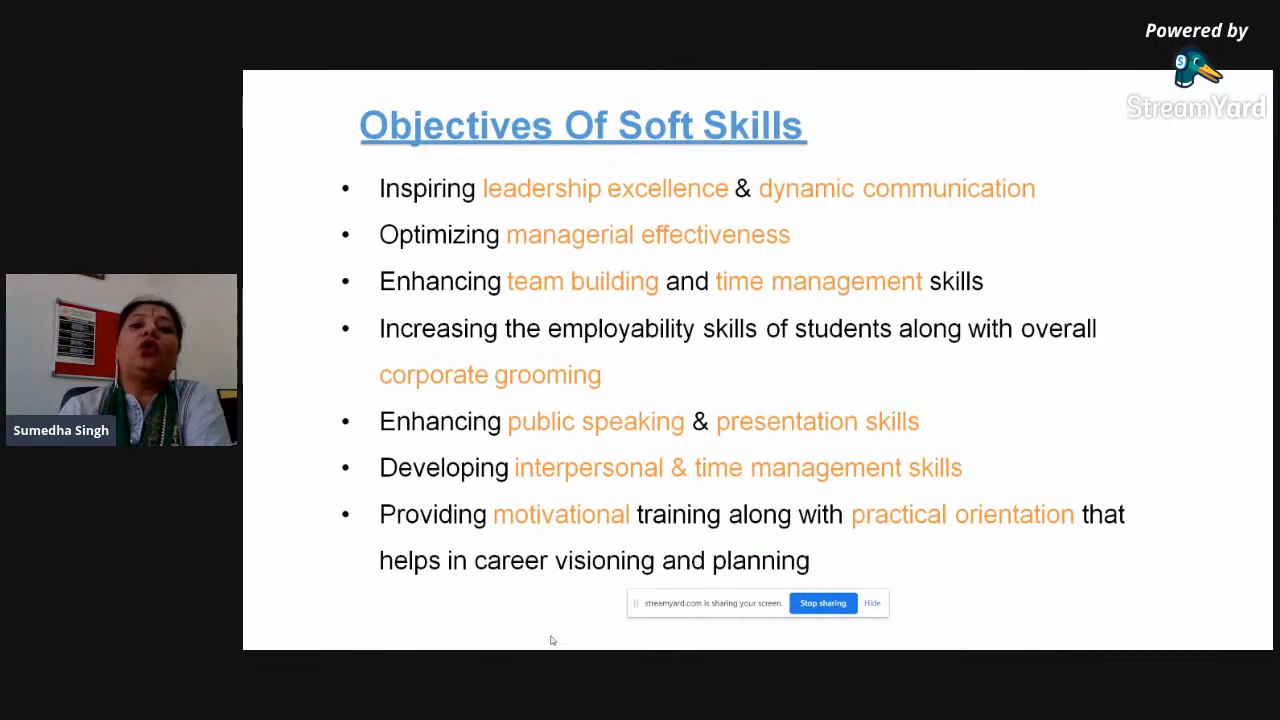 Powered by
StreamYard
Objectives Of Soft Skills
• Inspiring leadership excellence & dynamic communication
• Optimizing managerial effectiveness
• Enhancing team building and time management skills
• Increasing the employability skills of students along with overall
corporate grooming
• Enhancing public speaking & presentation skills
• Developing interpersonal & time management skills
• Providing motivational training along with practical orientation that
helps in career visioning and planning
streamyard.com is sharing your screen.
Stop sharing
Hide
Sumedha Singh